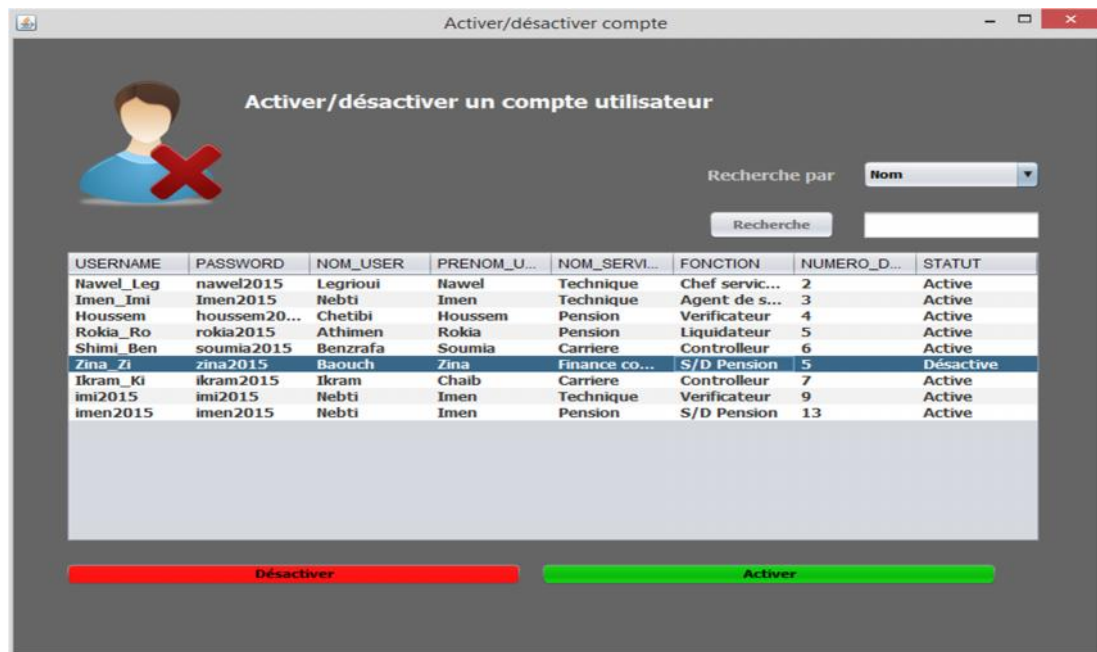 Activer/désactiver compte
Activer/désactiver un compte utilisateur
Recherche par Nom
Recherche
USERNAME PASSWORD NOM_USER PRENOM_U... NOM_SERVI... FONCTION NUMERO_D... STATUT
Nawel_Leg nawel2015 Legrioui Nawel Technique Chef servic... 2 Active
Imen_Imi Imen2015 Nebti Imen Technique Agent de s... 3 Active
Houssem houssem20... Chetibi Houssem Pension Verificateur 4 Active
Rokia_Ro rokia2015 Athimen Rokia Pension Liquidateur 5 Active
Shimi_Ben soumia2015 Benzrafa Soumia Carriere Controlleur 6 Active
Zina_Zi zina2015 Baouch Zina Finance co... S/D Pension 5 Désactive
Ikram_Ki ikram2015 Ikram Chaib Carriere Controlleur 7 Active
imi2015 imi2015 Nebti Imen Technique Verificateur 9 Active
imen2015 imen2015 Nebti Imen Pension S/D Pension 13 Active
Désactiver Activer